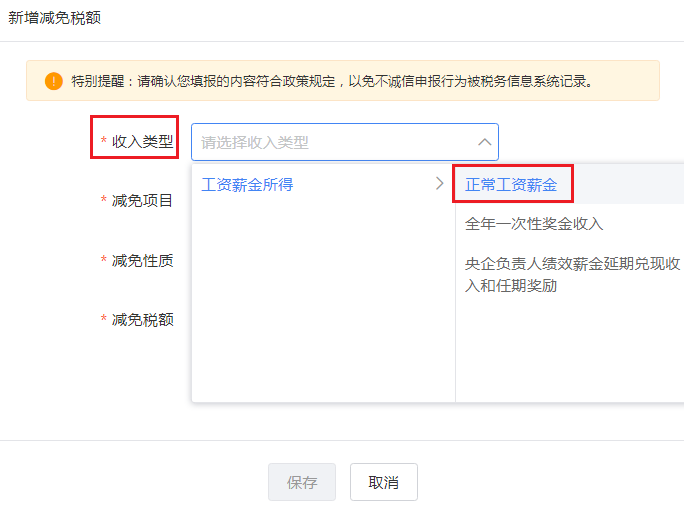 新增减免税额
! 特别提醒：请确认您填报的内容符合政策规定，以免不诚信申报行为被税务信息系统记录。
* 收入类型
请选择收入类型
工资薪金所得
正常工资薪金
* 减免项目
全年一次性奖金收入
* 减免性质
央企负责人绩效薪金延期兑现收
入和任期奖励
* 减免税额
保存
取消